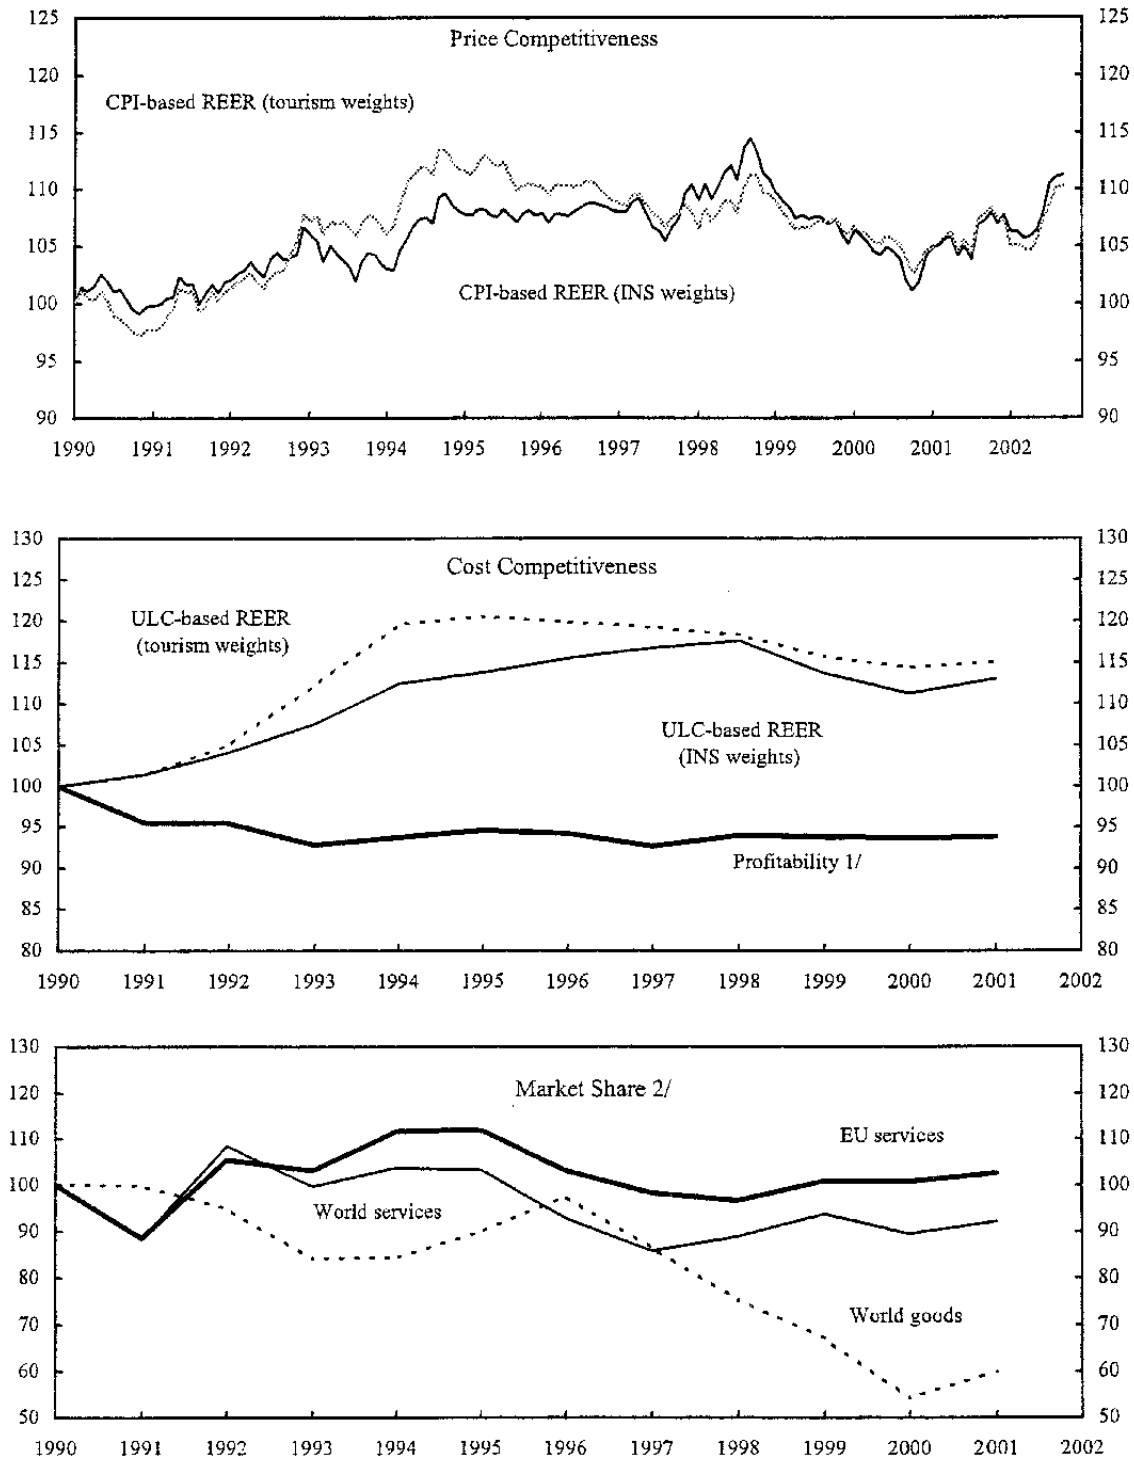 Price Competitiveness
CPI-based REER (tourism weights)
CPI-based REER (INS weights)
125 125
120 120
115 115
110 110
105 105
100 100
95 95
90 90
1990 1991 1992 1993 1994 1995 1996 1997 1998 1999 2000 2001 2002
Cost Competitiveness
ULC-based REER
(tourism weights)
ULC-based REER
(INS weights)
Profitability 1/
130 130
125 125
120 120
115 115
110 110
105 105
100 100
95 95
90 90
85 85
80 80
1990 1991 1992 1993 1994 1995 1996 1997 1998 1999 2000 2001 2002
Market Share 2/
EU services
World services
World goods
130 130
120 120
110 110
100 100
90 90
80 80
70 70
60 60
50 50
1990 1991 1992 1993 1994 1995 1996 1997 1998 1999 2000 2001 2002